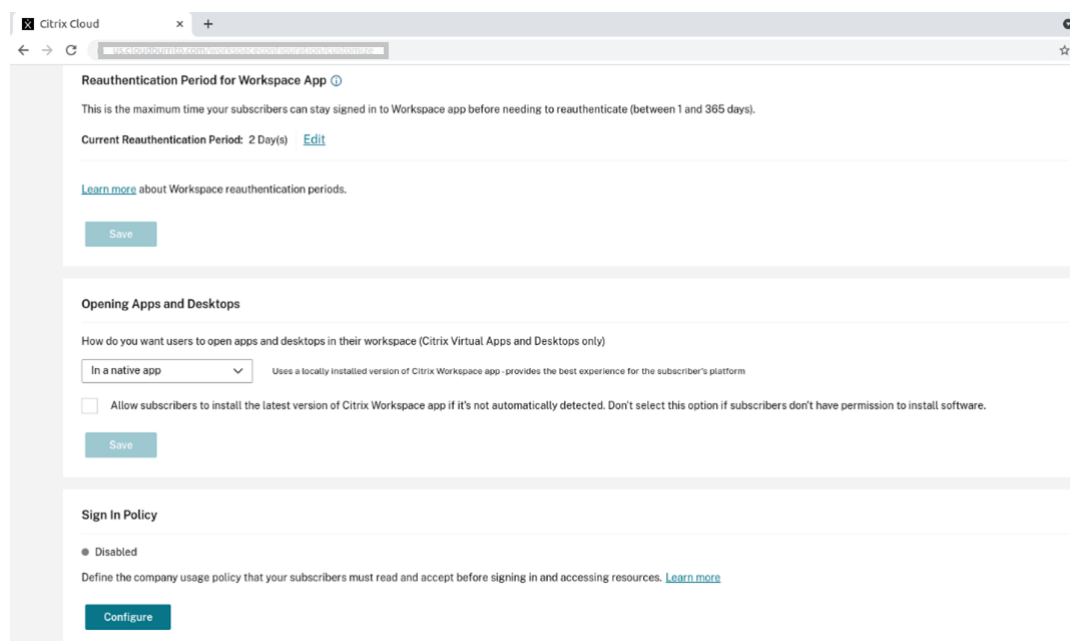 Citrix Cloud
us.cloudburrito.com/workspaceconfiguration/customize
Reauthentication Period for Workspace App
This is the maximum time your subscribers can stay signed in to Workspace app before needing to reauthenticate (between 1 and 365 days).
Current Reauthentication Period: 2 Day(s) Edit
Learn more about Workspace reauthentication periods.
Save
Opening Apps and Desktops
How do you want users to open apps and desktops in their workspace (Citrix Virtual Apps and Desktops only)
In a native app Uses a locally installed version of Citrix Workspace app - provides the best experience for the subscriber's platform
Allow subscribers to install the latest version of Citrix Workspace app if it's not automatically detected. Don't select this option if subscribers don't have permission to install software.
Save
Sign In Policy
Disabled
Define the company usage policy that your subscribers must read and accept before signing in and accessing resources. Learn more
Configure